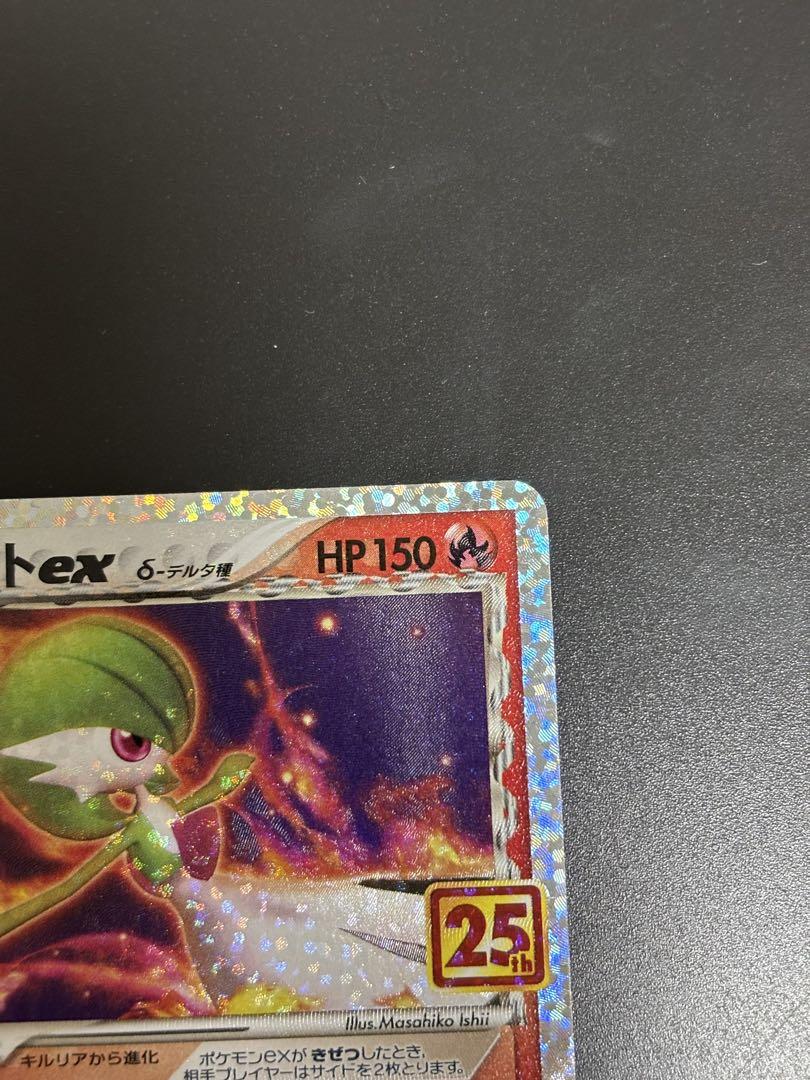 トex δ-デルタ種 HP 150
25th
Illus.Masahiko Ishii
キルリアから進化
ポケモンexが きぜつしたとき、
相手プレイヤーはサイドを2枚とります。